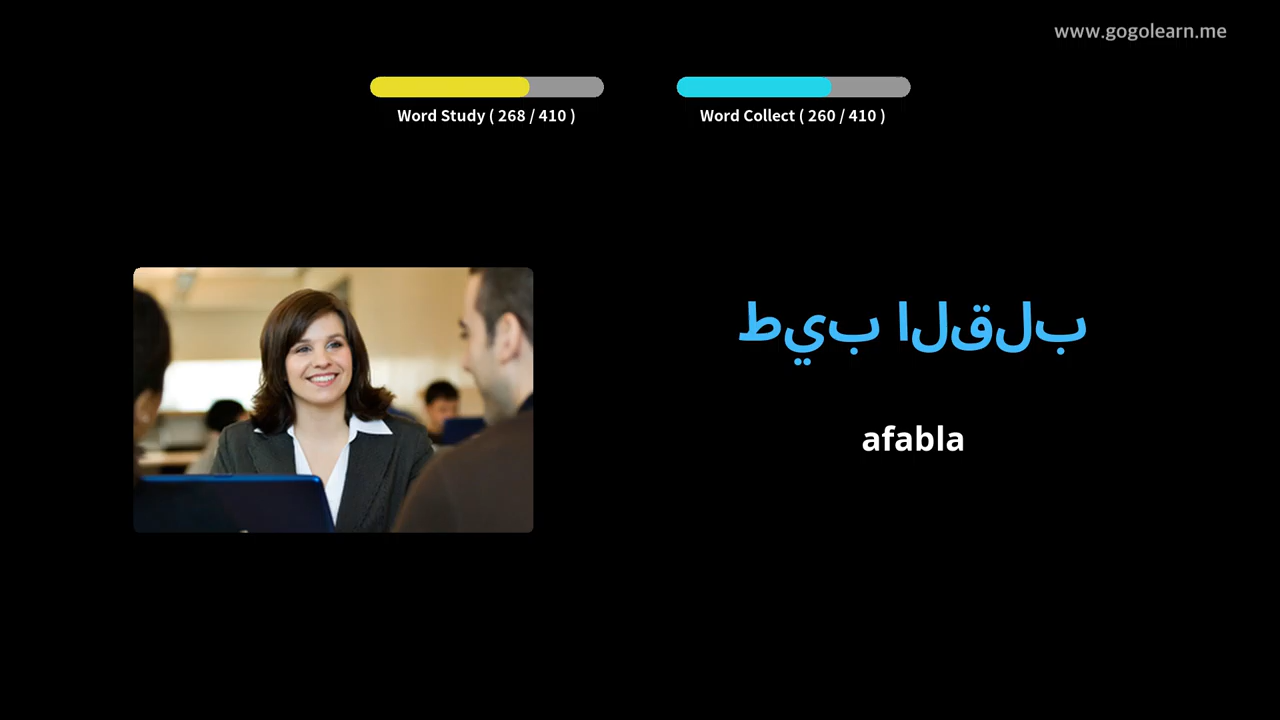 www.gogolearn.me
Word Study ( 268 / 410 )
Word Collect ( 260 / 410 )
طيب القلب
afabla